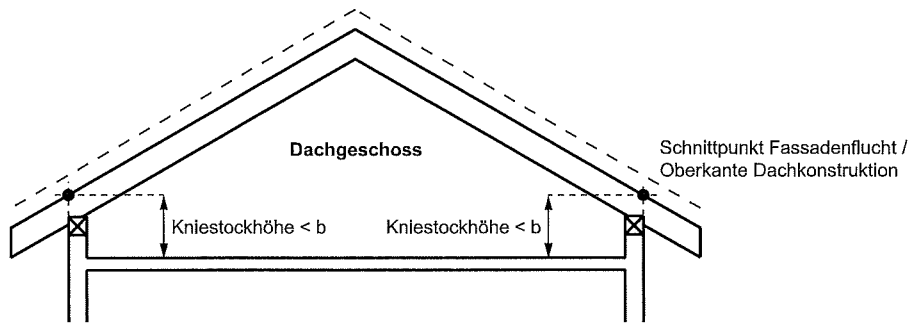 Dachgeschoss
Schnittpunkt Fassadenflucht /
Oberkante Dachkonstruktion
Kniestockhöhe < b
Kniestockhöhe < b